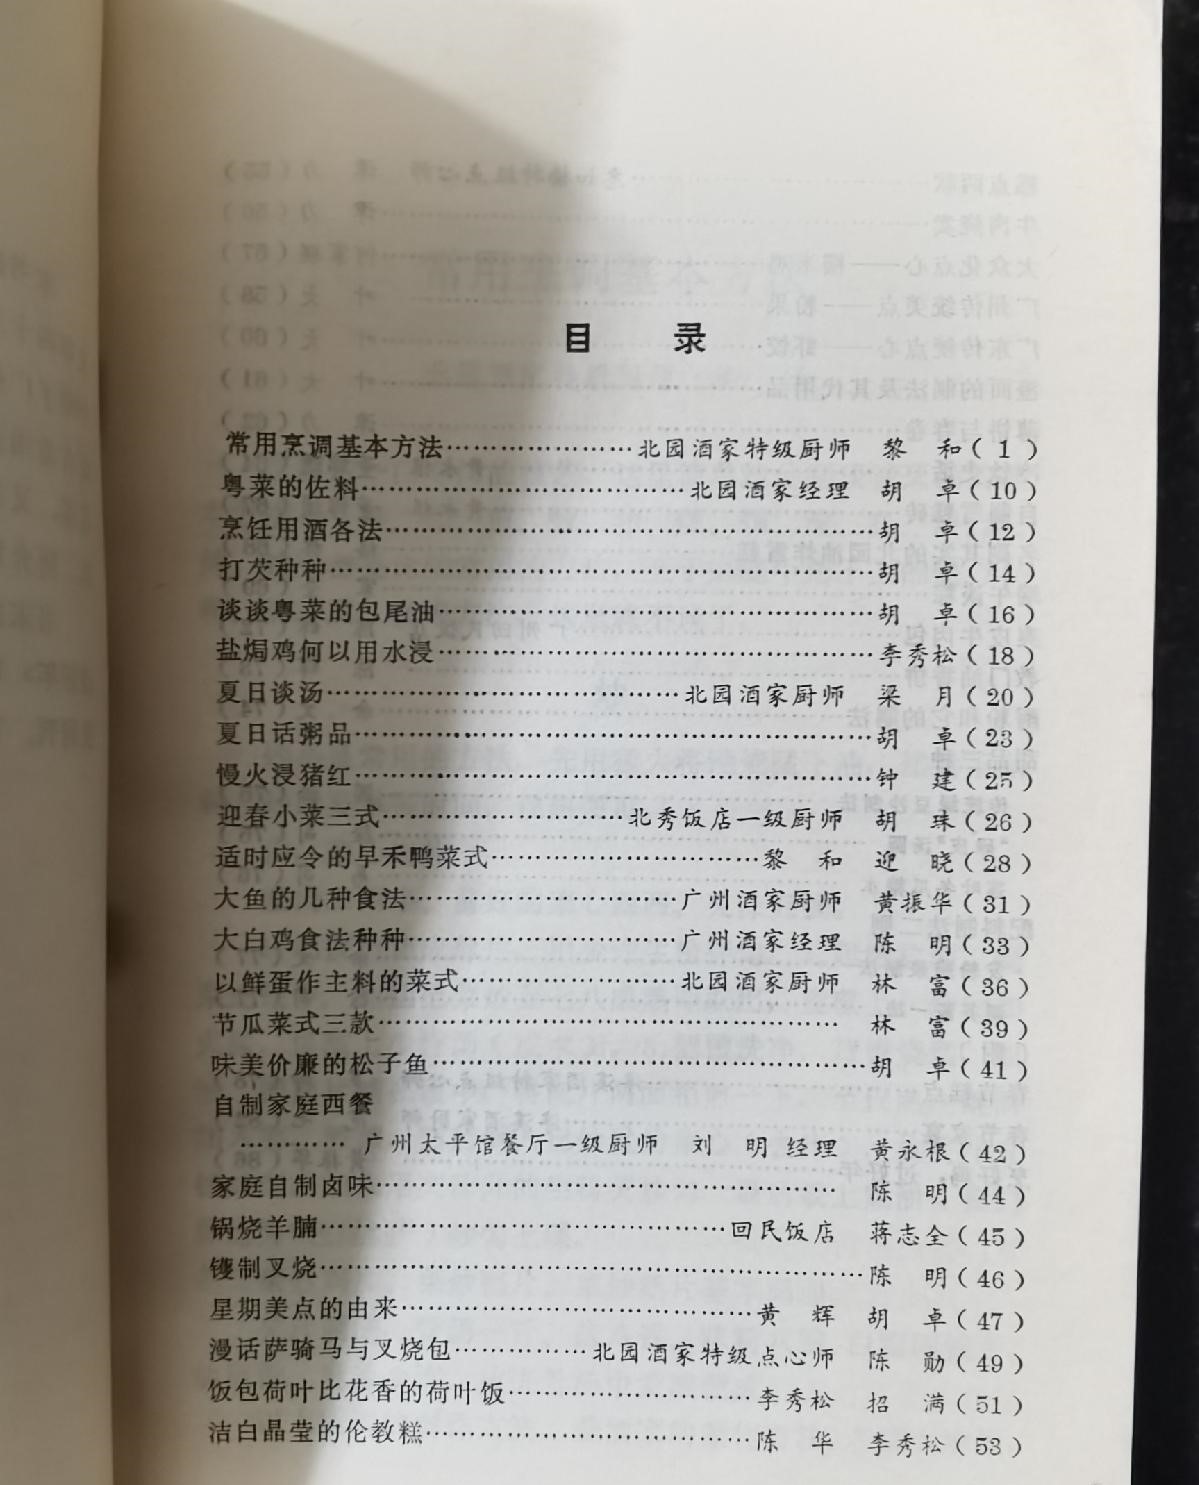 目 录
常用烹调基本方法……………………北园酒家特级厨师 黎 和(1)
粤菜的佐料……………………………北园酒家经理 胡 卓(10)
烹饪用酒各法……………………………………………胡 卓(12)
打芡种种…………………………………………………胡 卓(14)
谈谈粤菜的包尾油………………………………………胡 卓(16)
盐焗鸡何以用水浸………………………………………李秀松(18)
夏日谈汤………………………………北园酒家厨师 梁 月(20)
夏日话粥品………………………………………………胡 卓(23)
慢火浸猪红………………………………………………钟 建(25)
迎春小菜三式………………………北秀饭店一级厨师 胡 珠(26)
适时应令的早禾鸭菜式…………………………黎 和 迎 晓(28)
大鱼的几种食法………………………广州酒家厨师 黄振华(31)
大白鸡食法种种………………………广州酒家经理 陈 明(33)
以鲜蛋作主料的菜式…………………北园酒家厨师 林 富(36)
节瓜菜式三款…………………………………………… 林 富(39)
味美价廉的松子鱼………………………………………胡 卓(41)
自制家庭西餐
………… 广州太平馆餐厅一级厨师 刘 明 经理 黄永根(42)
家庭自制卤味…………………………………………… 陈 明(44)
锅烧羊腩……………………………………回民饭店 蒋志全(45)
镬制叉烧…………………………………………………陈 明(46)
星期美点的由来…………………………………黄 辉 胡 卓(47)
漫话萨骑马与叉烧包……………北园酒家特级点心师 陈 勋(49)
饭包荷叶比花香的荷叶饭………………………李秀松 招 满(51)
洁白晶莹的伦教糕………………………………陈 华 李秀松(53)